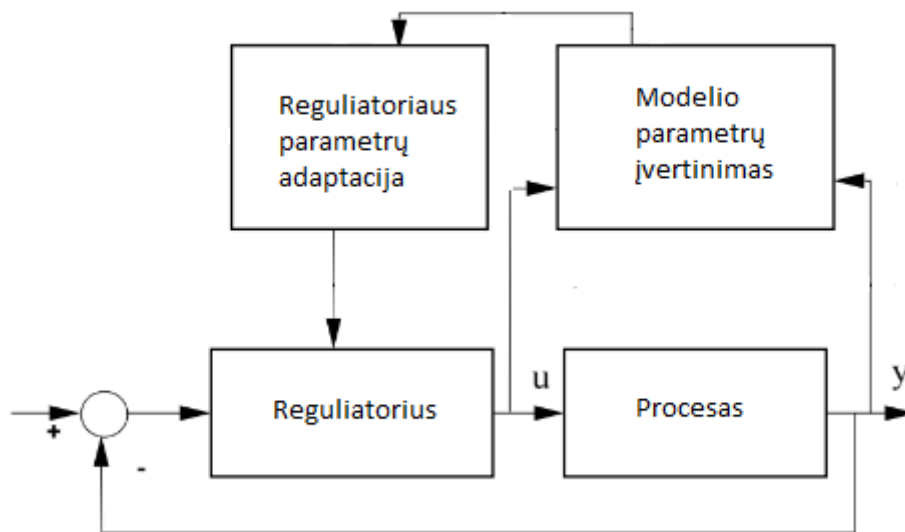 Reguliatoriaus
parametrų
adaptacija
Modelio
parametrų
įvertinimas
+
-
Reguliatorius
u
Procesas
y